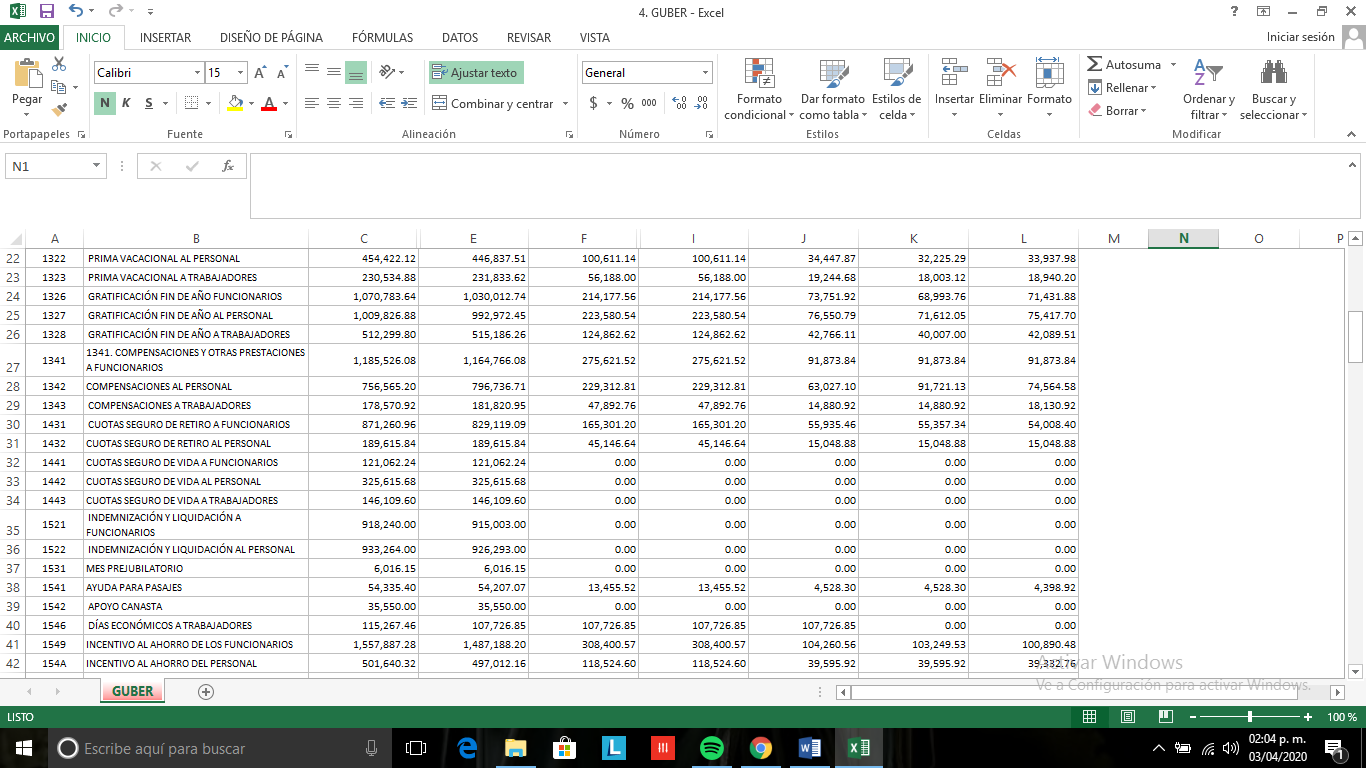 4. GUBER - Excel
ARCHIVO INICIO INSERTAR DISEÑO DE PÁGINA FÓRMULAS DATOS REVISAR VISTA Iniciar sesión
Calibri 15 Ajustar texto General Autosuma
Pegar Rellenar
N K S Combinar y centrar $ % 000 Borrar
Formato condicional Dar formato como tabla Estilos de celda Insertar Eliminar Formato Ordenar y filtrar Buscar y seleccionar
Portapapeles Fuente Alineación Número Estilos Celdas Modificar
N1 fx
A B C E F I J K L M N O P
22 1322 PRIMA VACACIONAL AL PERSONAL 454,422.12 446,837.51 100,611.14 100,611.14 34,447.87 32,225.29 33,937.98
23 1323 PRIMA VACACIONAL A TRABAJADORES 230,534.88 231,833.62 56,188.00 56,188.00 19,244.68 18,003.12 18,940.20
24 1326 GRATIFICACIÓN FIN DE AÑO FUNCIONARIOS 1,070,783.64 1,030,012.74 214,177.56 214,177.56 73,751.92 68,993.76 71,431.88
25 1327 GRATIFICACIÓN FIN DE AÑO AL PERSONAL 1,009,826.88 992,972.45 223,580.54 223,580.54 76,550.79 71,612.05 75,417.70
26 1328 GRATIFICACIÓN FIN DE AÑO A TRABAJADORES 512,299.80 515,186.26 124,862.62 124,862.62 42,766.11 40,007.00 42,089.51
27 1341 1341. COMPENSACIONES Y OTRAS PRESTACIONES A FUNCIONARIOS 1,185,526.08 1,164,766.08 275,621.52 275,621.52 91,873.84 91,873.84 91,873.84
28 1342 COMPENSACIONES AL PERSONAL 756,565.20 796,736.71 229,312.81 229,312.81 63,027.10 91,721.13 74,564.58
29 1343 COMPENSACIONES A TRABAJADORES 178,570.92 181,820.95 47,892.76 47,892.76 14,880.92 14,880.92 18,130.92
30 1431 CUOTAS SEGURO DE RETIRO A FUNCIONARIOS 871,260.96 829,119.09 165,301.20 165,301.20 55,935.46 55,357.34 54,008.40
31 1432 CUOTAS SEGURO DE RETIRO AL PERSONAL 189,615.84 189,615.84 45,146.64 45,146.64 15,048.88 15,048.88 15,048.88
32 1441 CUOTAS SEGURO DE VIDA A FUNCIONARIOS 121,062.24 121,062.24 0.00 0.00 0.00 0.00 0.00
33 1442 CUOTAS SEGURO DE VIDA AL PERSONAL 325,615.68 325,615.68 0.00 0.00 0.00 0.00 0.00
34 1443 CUOTAS SEGURO DE VIDA A TRABAJADORES 146,109.60 146,109.60 0.00 0.00 0.00 0.00 0.00
35 1521 INDEMNIZACIÓN Y LIQUIDACIÓN A FUNCIONARIOS 918,240.00 915,003.00 0.00 0.00 0.00 0.00 0.00
36 1522 INDEMNIZACIÓN Y LIQUIDACIÓN AL PERSONAL 933,264.00 926,293.00 0.00 0.00 0.00 0.00 0.00
37 1531 MES PREJUBILATORIO 6,016.15 6,016.15 0.00 0.00 0.00 0.00 0.00
38 1541 AYUDA PARA PASAJES 54,335.40 54,207.07 13,455.52 13,455.52 4,528.30 4,528.30 4,398.92
39 1542 APOYO CANASTA 35,550.00 35,550.00 0.00 0.00 0.00 0.00 0.00
40 1546 DÍAS ECONÓMICOS A TRABAJADORES 115,267.46 107,726.85 107,726.85 107,726.85 107,726.85 0.00 0.00
41 1549 INCENTIVO AL AHORRO DE LOS FUNCIONARIOS 1,557,887.28 1,487,188.20 308,400.57 308,400.57 104,260.56 103,249.53 100,890.48
42 154A INCENTIVO AL AHORRO DEL PERSONAL 501,640.32 497,012.16 118,524.60 118,524.60 39,595.92 39,595.92 39,332.76
Activar Windows
Ve a Configuración para activar Windows.
GUBER
LISTO 100 %
Escribe aquí para buscar
02:04 p. m.
03/04/2020
1